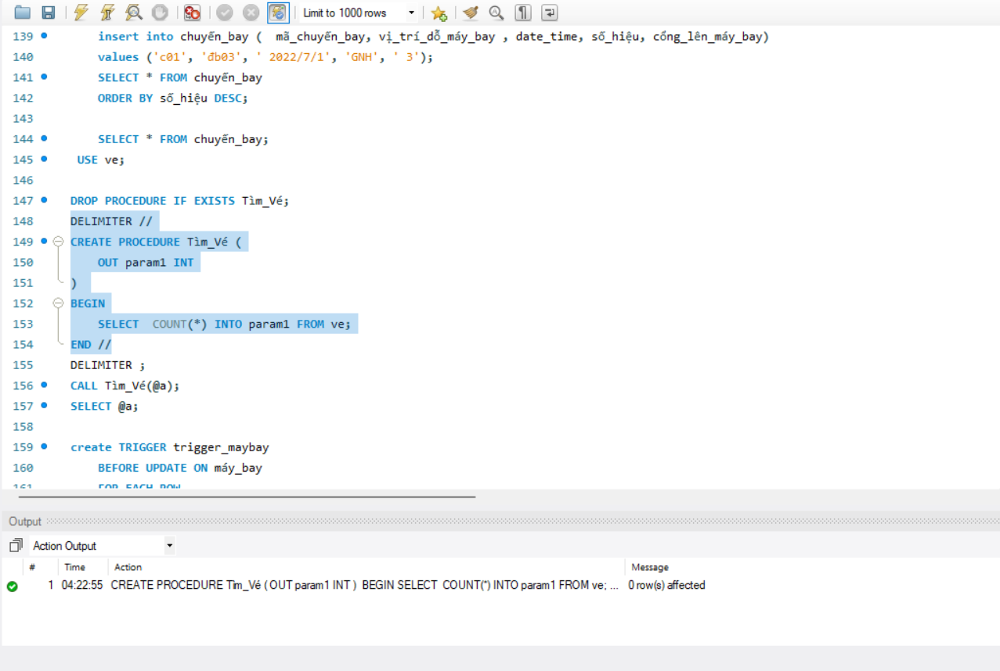 Limit to 1000 rows
139 insert into chuyến_bay (  mã_chuyến_bay, vị_trí_dỗ_máy_bay , date_time, số_hiệu, cổng_lên_máy_bay)
140 values ('c01', 'đb03', ' 2022/7/1', 'GNH', ' 3');
141 SELECT * FROM chuyến_bay
142 ORDER BY số_hiệu DESC;
143
144 SELECT * FROM chuyến_bay;
145 USE ve;
146
147 DROP PROCEDURE IF EXISTS Tìm_Vé;
148 DELIMITER //
149 CREATE PROCEDURE Tìm_Vé (
150 OUT param1 INT
151 )
152 BEGIN
153 SELECT  COUNT(*) INTO param1 FROM ve;
154 END //
155 DELIMITER ;
156 CALL Tìm_Vé(@a);
157 SELECT @a;
158
159 create TRIGGER trigger_maybay
160 BEFORE UPDATE ON máy_bay
161 FOR EACH ROW
Output
Action Output
# Time Action Message
1 04:22:55 CREATE PROCEDURE Tìm_Vé ( OUT param1 INT )  BEGIN SELECT  COUNT(*) INTO param1 FROM ve; ... 0 row(s) affected